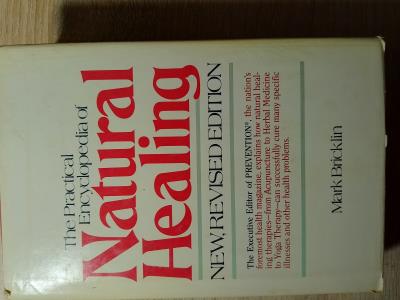 The Practical
Encyclopedia of
Natural
Healing
NEW, REVISED EDITION
The Executive Editor of PREVENTION®, the nation's
foremost health magazine, explains how natural heal-
ing therapies—from Acupuncture to Herbal Medicine
to Yoga Therapy—can successfully cure many specific
illnesses and other health problems.
Mark Bricklin